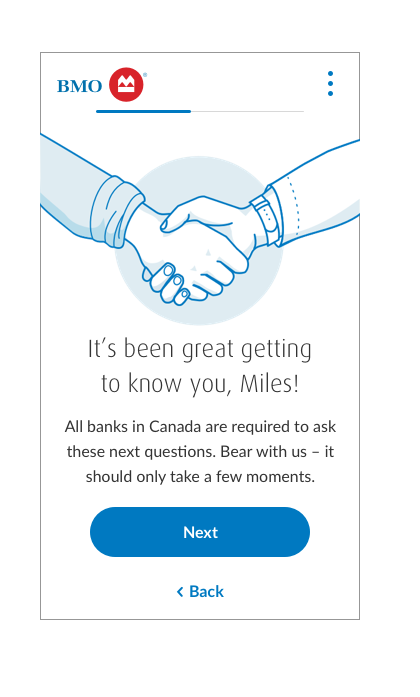 BMO
It’s been great getting
to know you, Miles!
All banks in Canada are required to ask
these next questions. Bear with us – it
should only take a few moments.
Next
Back